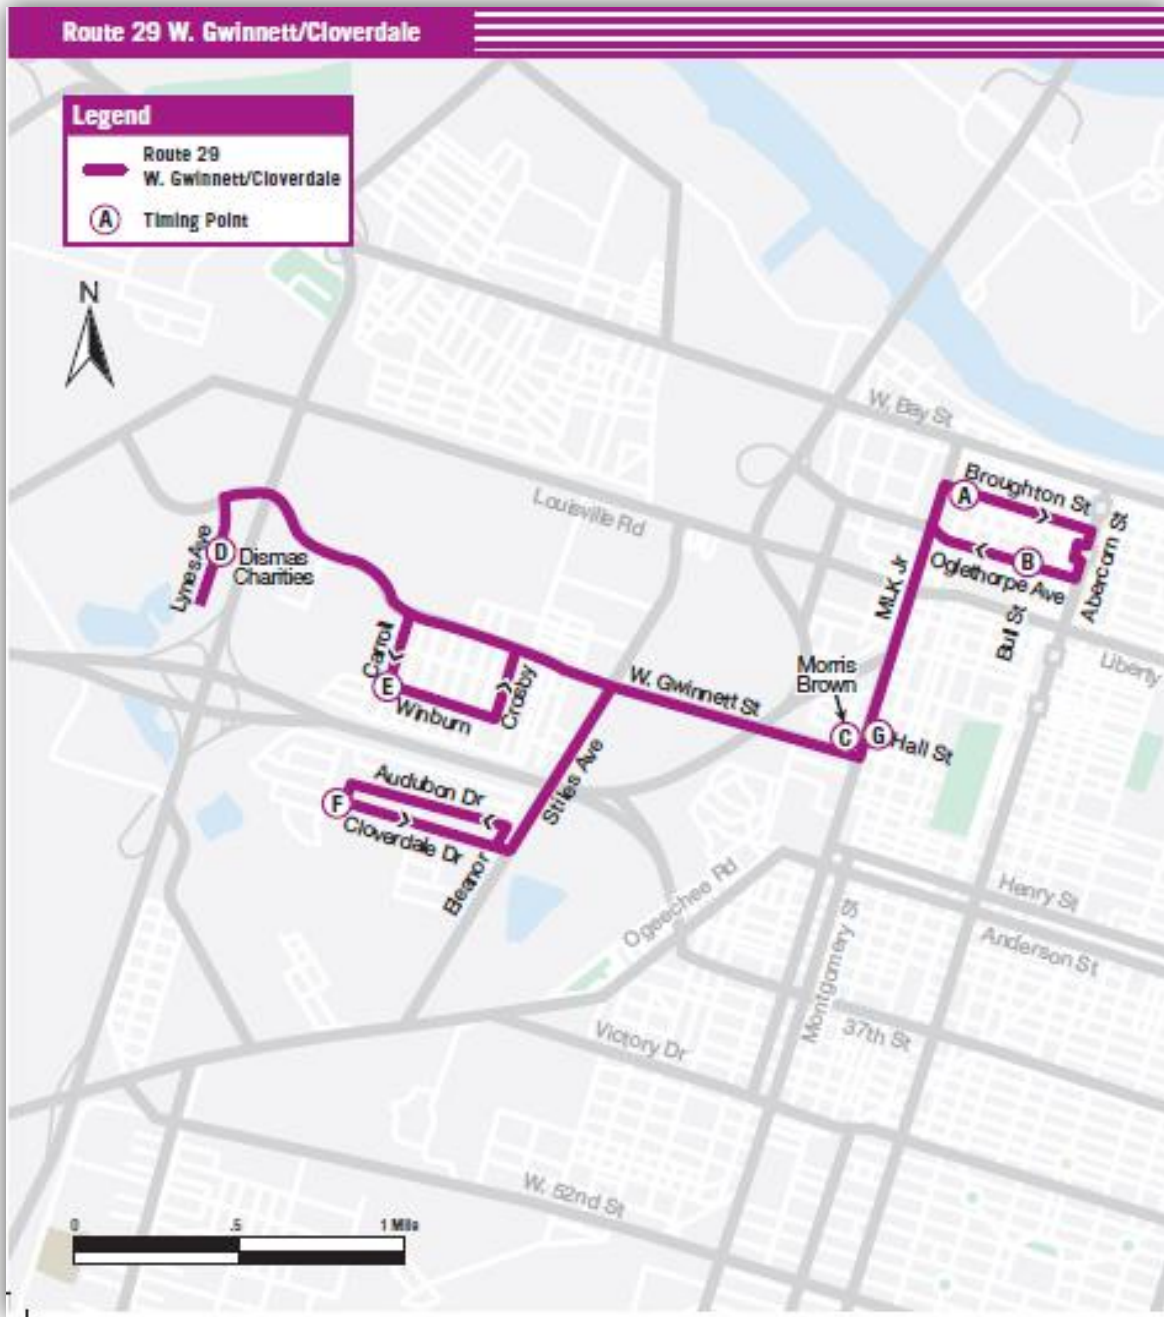 Route 29 W. Gwinnett/Cloverdale
Legend
Route 29
W. Gwinnett/Cloverdale
A
Timing Point
N
W. Bay St
Broughton St
A
Louisville Rd
Abercorn St
Lynes Ave
D
Dismas
Charities
B
Oglethorpe Ave
MLK Jr
Bull St
Liberty
Carroll
E
Winburn
Crosby
W. Gwinnett St
Morris
Brown
C
G
Hall St
Audubon Dr
F
Cloverdale Dr
Stiles Ave
Eleanor
Ogeechee Rd
Henry St
Anderson St
Montgomery St
37th St
Victory Dr
W. 52nd St
0 .5 1 Mile